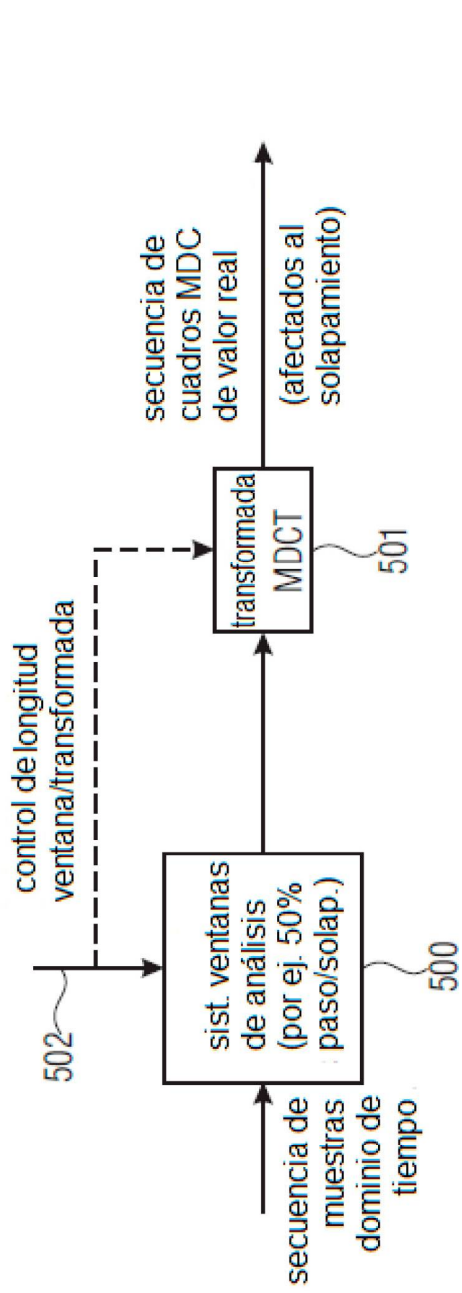 control de longitud
ventana/transformada
502
secuencia de
muestras
dominio de
tiempo
sist. ventanas
de análisis
(por ej. 50%
paso/solap.)
500
transformada
MDCT
501
secuencia de
cuadros MDC
de valor real
(afectados al
solapamiento)